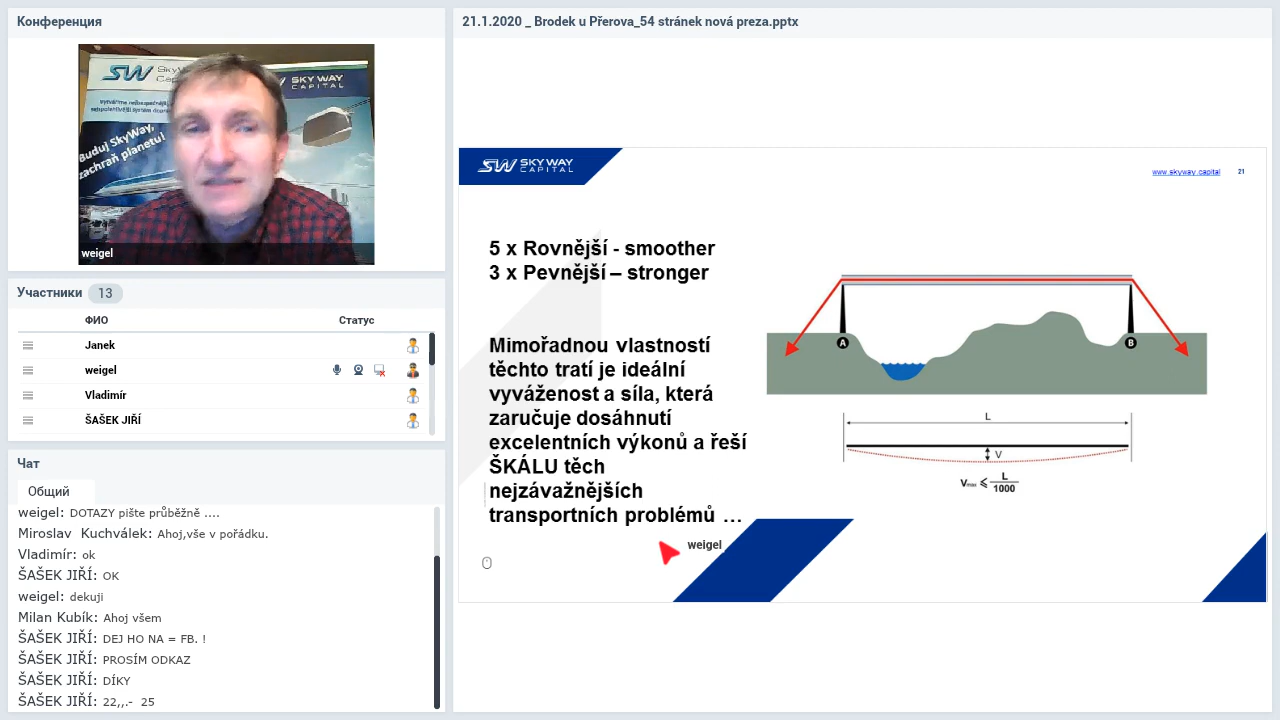 Конференция
SW SKY WAY
CAPITAL
Buduj SkyWay,
zachraň planetu!
weigel
Участники 13
ФИО Статус
Janek
weigel
Vladimír
ŠAŠEK JIŘÍ
Чат
Общий
weigel: DOTAZY pište průběžně ....
Miroslav Kuchválek: Ahoj,vše v pořádku.
Vladimír: ok
ŠAŠEK JIŘÍ: OK
weigel: dekuji
Milan Kubík: Ahoj všem
ŠAŠEK JIŘÍ: DEJ HO NA = FB. !
ŠAŠEK JIŘÍ: PROSÍM ODKAZ
ŠAŠEK JIŘÍ: DÍKY
ŠAŠEK JIŘÍ: 22,,.- 25
21.1.2020 _ Brodek u Přerova_54 stránek nová preza.pptx
SW SKY WAY
CAPITAL
www.skyway.capital 21
5 x Rovnější - smoother
3 x Pevnější – stronger
Mimořadnou vlastností
těchto tratí je ideální
vyváženost a síla, která
zaručuje dosáhnutí
excelentních výkonů a řeší
ŠKÁLU těch
nejzávažnějších
transportních problémů ...
A B
L
V
Vmax ⩽ L
1000
weigel